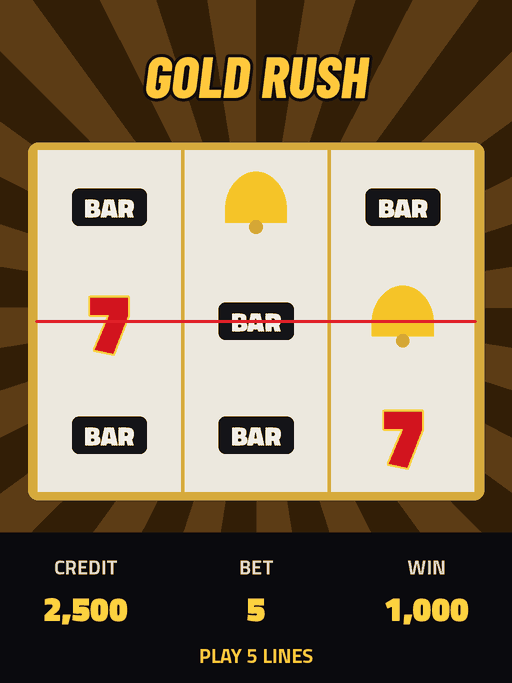 GOLD RUSH
BAR BAR
7 BAR
BAR BAR 7
CREDIT BET WIN
2,500 5 1,000
PLAY 5 LINES